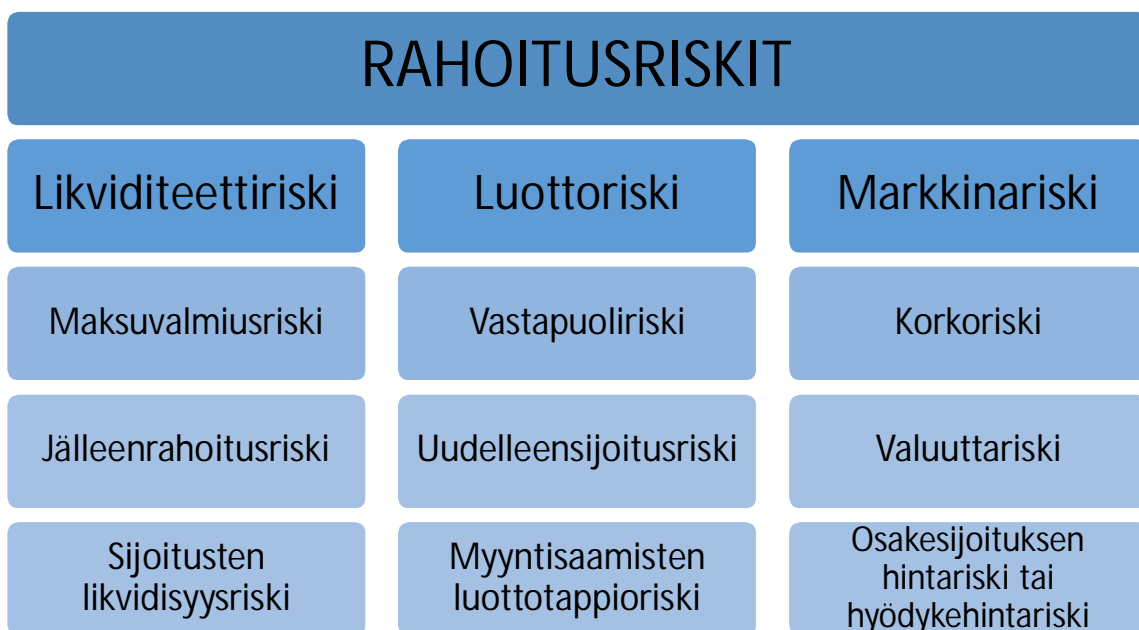 RAHOITUSRISKIT
Likviditeettiriski
Luottoriski
Markkinariski
Maksuvalmiusriski
Vastapuoliriski
Korkoriski
Jälleenrahoitusriski
Uudelleensijoitusriski
Valuuttariski
Sijoitusten
likvidisyysriski
Myyntisaamisten
luottotappioriski
Osakesijoituksen
hintariski tai
hyödykehintariski